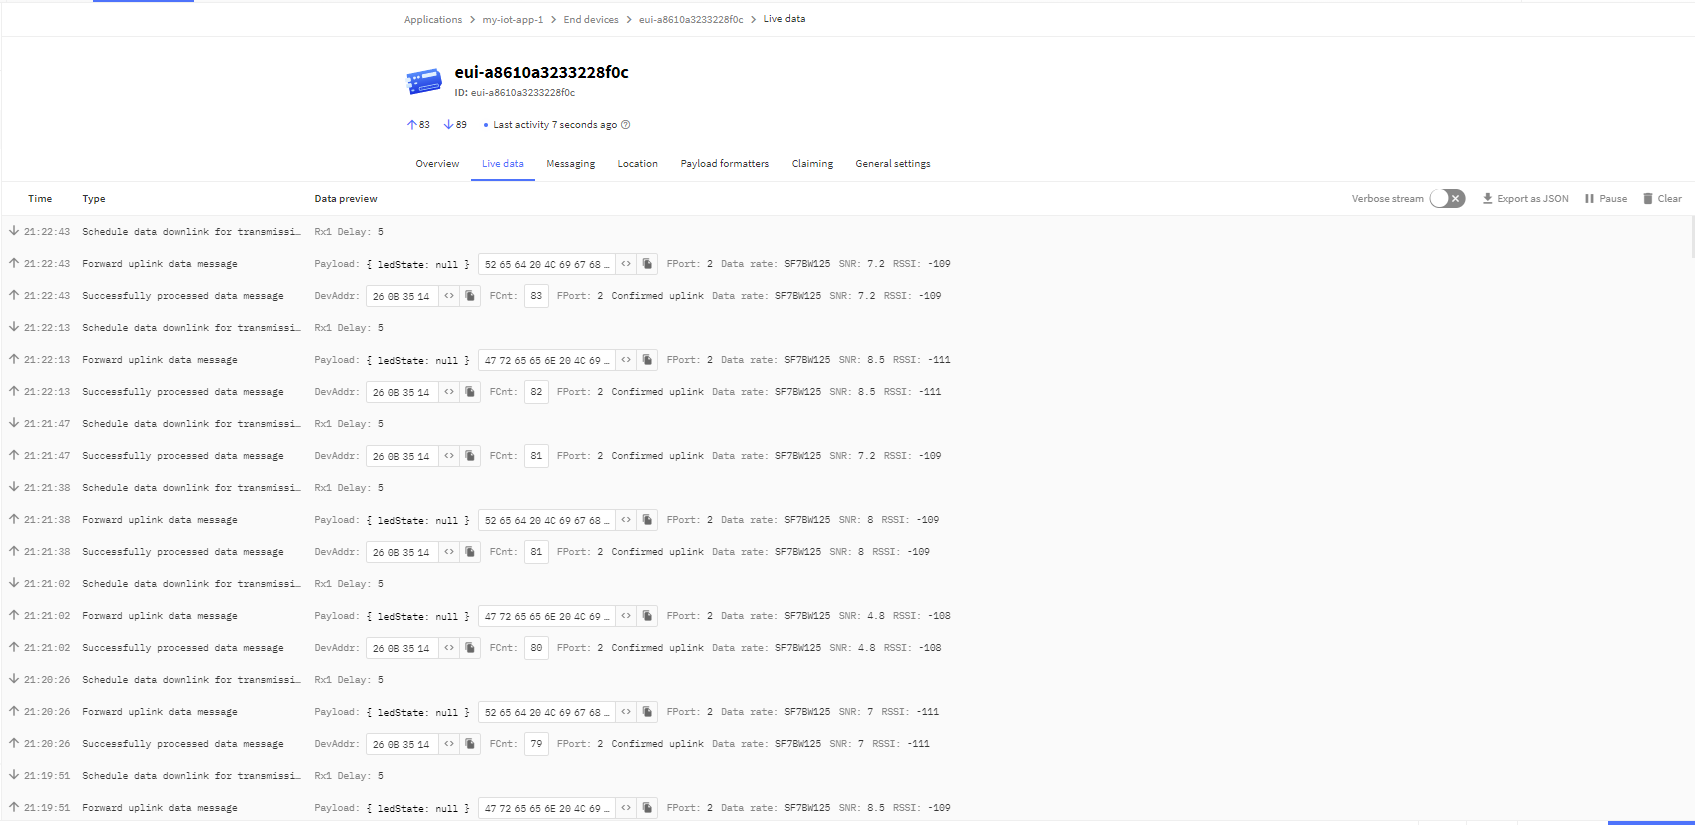 Applications > my-iot-app-1 > End devices > eui-a8610a3233228f0c > Live data
eui-a8610a3233228f0c
ID: eui-a8610a3233228f0c
↑ 83 ↓ 89 • Last activity 7 seconds ago
Overview Live data Messaging Location Payload formatters Claiming General settings
Time Type Data preview Verbose stream Export as JSON Pause Clear
↓ 21:22:43 Schedule data downlink for transmissi… Rx1 Delay: 5
↑ 21:22:43 Forward uplink data message Payload: { ledState: null } 52 65 64 20 4C 69 67 68 … <> FPort: 2 Data rate: SF7BW125 SNR: 7.2 RSSI: -109
↑ 21:22:43 Successfully processed data message DevAddr: 26 0B 35 14 <> FCnt: 83 FPort: 2 Confirmed uplink Data rate: SF7BW125 SNR: 7.2 RSSI: -109
↓ 21:22:13 Schedule data downlink for transmissi… Rx1 Delay: 5
↑ 21:22:13 Forward uplink data message Payload: { ledState: null } 47 72 65 65 6E 20 4C 69 … <> FPort: 2 Data rate: SF7BW125 SNR: 8.5 RSSI: -111
↑ 21:22:13 Successfully processed data message DevAddr: 26 0B 35 14 <> FCnt: 82 FPort: 2 Confirmed uplink Data rate: SF7BW125 SNR: 8.5 RSSI: -111
↓ 21:21:47 Schedule data downlink for transmissi… Rx1 Delay: 5
↑ 21:21:47 Successfully processed data message DevAddr: 26 0B 35 14 <> FCnt: 81 FPort: 2 Confirmed uplink Data rate: SF7BW125 SNR: 7.2 RSSI: -109
↓ 21:21:38 Schedule data downlink for transmissi… Rx1 Delay: 5
↑ 21:21:38 Forward uplink data message Payload: { ledState: null } 52 65 64 20 4C 69 67 68 … <> FPort: 2 Data rate: SF7BW125 SNR: 8 RSSI: -109
↑ 21:21:38 Successfully processed data message DevAddr: 26 0B 35 14 <> FCnt: 81 FPort: 2 Confirmed uplink Data rate: SF7BW125 SNR: 8 RSSI: -109
↓ 21:21:02 Schedule data downlink for transmissi… Rx1 Delay: 5
↑ 21:21:02 Forward uplink data message Payload: { ledState: null } 47 72 65 65 6E 20 4C 69 … <> FPort: 2 Data rate: SF7BW125 SNR: 4.8 RSSI: -108
↑ 21:21:02 Successfully processed data message DevAddr: 26 0B 35 14 <> FCnt: 80 FPort: 2 Confirmed uplink Data rate: SF7BW125 SNR: 4.8 RSSI: -108
↓ 21:20:26 Schedule data downlink for transmissi… Rx1 Delay: 5
↑ 21:20:26 Forward uplink data message Payload: { ledState: null } 52 65 64 20 4C 69 67 68 … <> FPort: 2 Data rate: SF7BW125 SNR: 7 RSSI: -111
↑ 21:20:26 Successfully processed data message DevAddr: 26 0B 35 14 <> FCnt: 79 FPort: 2 Confirmed uplink Data rate: SF7BW125 SNR: 7 RSSI: -111
↓ 21:19:51 Schedule data downlink for transmissi… Rx1 Delay: 5
↑ 21:19:51 Forward uplink data message Payload: { ledState: null } 47 72 65 65 6E 20 4C 69 … <> FPort: 2 Data rate: SF7BW125 SNR: 8.5 RSSI: -109